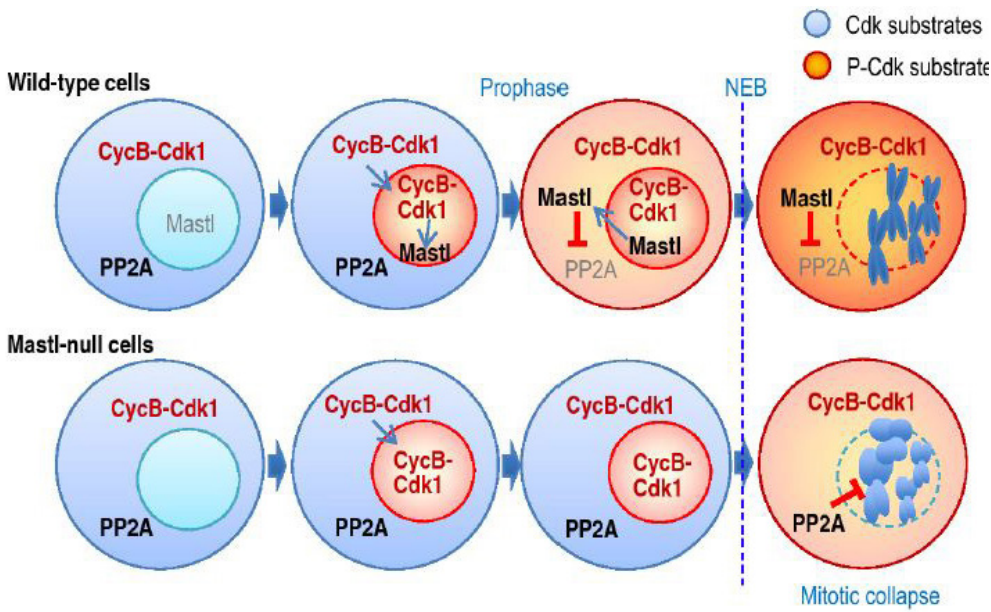 Cdk substrates
P-Cdk substrate
Wild-type cells
Prophase
NEB
CycB-Cdk1
Mastl
PP2A
CycB-Cdk1
CycB-
Cdk1
Mastl
PP2A
CycB-Cdk1
Mastl
CycB-
Cdk1
Mastl
PP2A
CycB-Cdk1
Mastl
PP2A
Mastl-null cells
CycB-Cdk1
PP2A
CycB-Cdk1
CycB-
Cdk1
PP2A
CycB-Cdk1
CycB-
Cdk1
PP2A
CycB-Cdk1
PP2A
Mitotic collapse